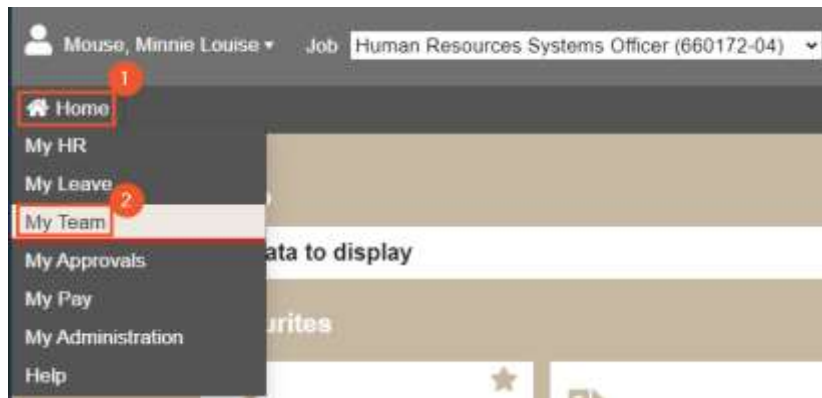 Mouse, Minnie Louise Job Human Resources Systems Officer (660172-04)
1
Home
My HR
My Leave
2
My Team
My Approvals
ata to display
My Pay
urites
My Administration
Help